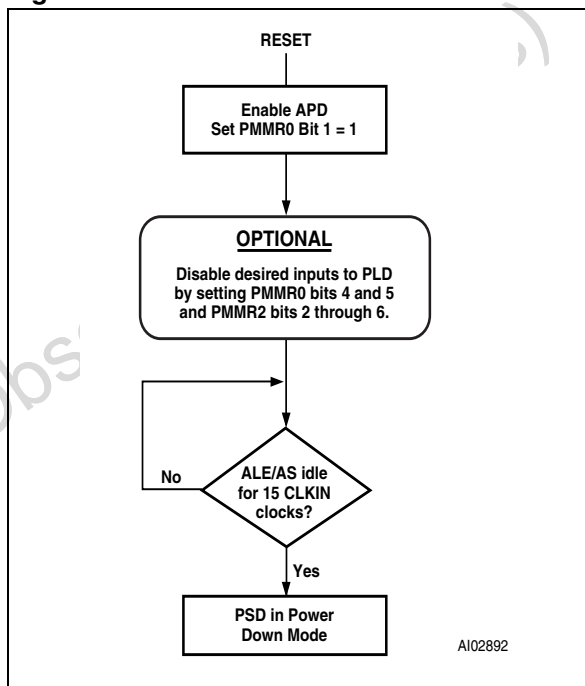 RESET
Enable APD
Set PMMR0 Bit 1 = 1
OPTIONAL
Disable desired inputs to PLD
by setting PMMR0 bits 4 and 5
and PMMR2 bits 2 through 6.
No
ALE/AS idle
for 15 CLKIN
clocks?
Yes
PSD in Power
Down Mode
AI02892